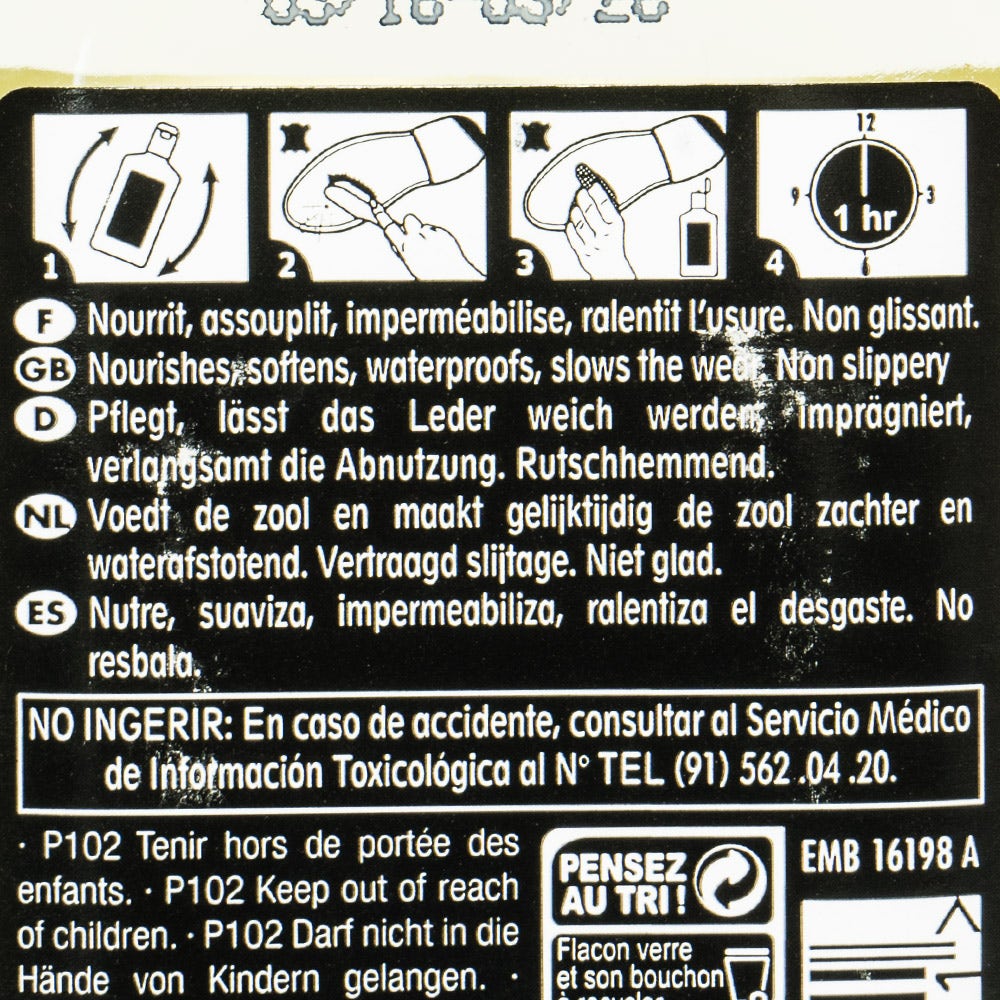 12
9
3
1 hr
6
1
2
3
4
F Nourrit, assouplit, imperméabilise, ralentit l'usure. Non glissant.
GB Nourishes, softens, waterproofs, slows the wear. Non slippery
D Pflegt, lässt das Leder weich werden, imprägniert,
verlangsamt die Abnutzung. Rutschhemmend.
NL Voedt de zool en maakt gelijktijdig de zool zachter en
waterafstotend. Vertraagd slijtage. Niet glad.
ES Nutre, suaviza, impermeabiliza, ralentiza el desgaste. No
resbala.
NO INGERIR: En caso de accidente, consultar al Servicio Médico
de Información Toxicológica al N° TEL (91) 562 .04 .20.
· P102 Tenir hors de portée des
enfants. · P102 Keep out of reach
of children. · P102 Darf nicht in die
Hände von Kindern gelangen. ·
PENSEZ
AU TRI !
Flacon verre
et son bouchon
à recycler
EMB 16198 A